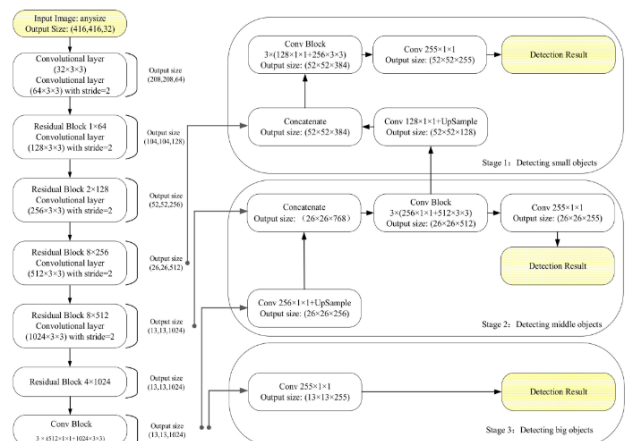 Input Image: anysize
Output Size: (416,416,32)
Convolutional layer
(32×3×3)
Convolutional layer
(64×3×3) with stride=2
Output size
(208,208,64)
Residual Block 1×64
Convolutional layer
(128×3×3) with stride=2
Output size
(104,104,128)
Residual Block 2×128
Convolutional layer
(256×3×3) with stride=2
Output size
(52,52,256)
Residual Block 8×256
Convolutional layer
(512×3×3) with stride=2
Output size
(26,26,512)
Residual Block 8×512
Convolutional layer
(1024×3×3) with stride=2
Output size
(13,13,1024)
Residual Block 4×1024
Output size
(13,13,1024)
Conv Block
3×(512×1×1+1024×3×3)
Output size
(13,13,1024)
Conv Block
3×(128×1×1+256×3×3)
Output size: (52×52×384)
Conv 255×1×1
Output size: (52×52×255)
Detection Result
Concatenate
Output size: (52×52×384)
Conv 128×1×1+UpSample
Output size: (52×52×128)
Stage 1: Detecting small objects
Concatenate
Output size: (26×26×768)
Conv Block
3×(256×1×1+512×3×3)
Output size: (26×26×512)
Conv 255×1×1
Output size: (26×26×255)
Detection Result
Conv 256×1×1+UpSample
Output size: (26×26×256)
Stage 2: Detecting middle objects
Conv 255×1×1
Output size: (13×13×255)
Detection Result
Stage 3: Detecting big objects